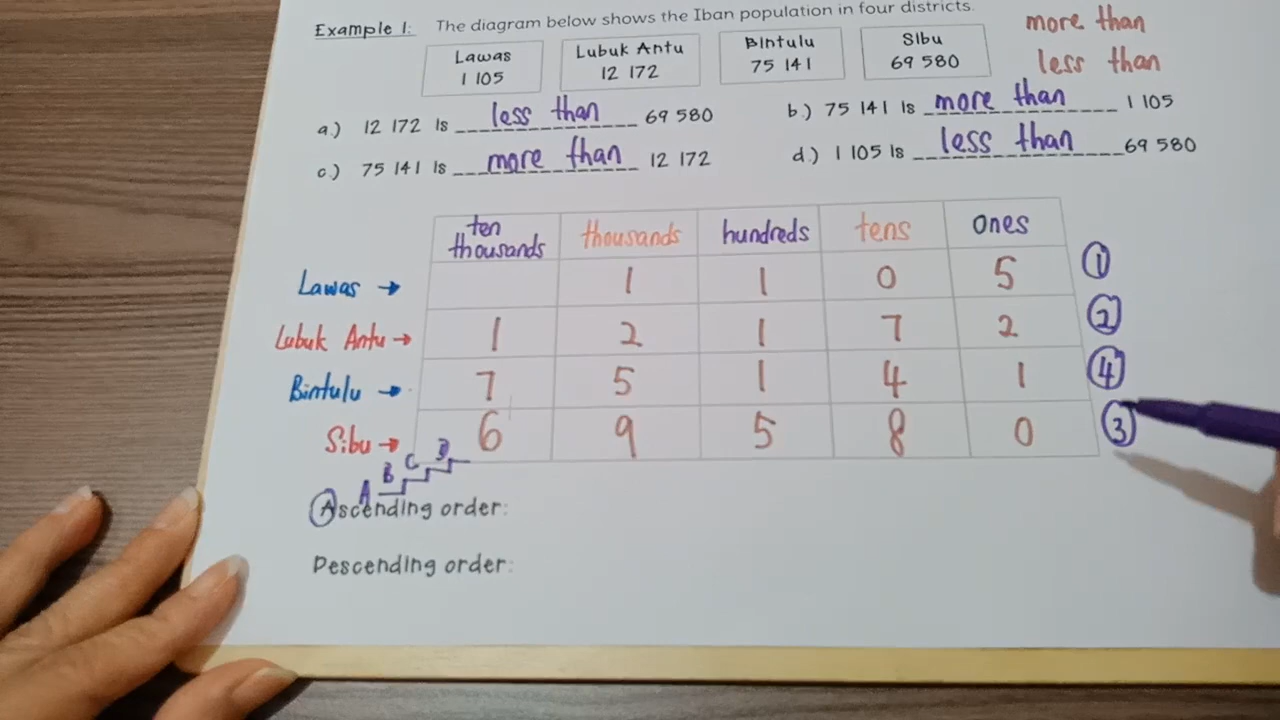 Example 1: The diagram below shows the Iban population in four districts.
more than
less than
Lawas
1 105
Lubuk Antu
12 172
Bintulu
75 141
Sibu
69 580
a.) 12 172 is less than 69 580
b.) 75 141 is more than 1 105
c.) 75 141 is more than 12 172
d.) 1 105 is less than 69 580
ten thousands thousands hundreds tens ones
Lawas → 1 1 0 5 1
Lubuk Antu → 1 2 1 7 2 2
Bintulu → 7 5 1 4 1 4
Sibu → 6 9 5 8 0 3
A B C D
Ascending order:
Descending order: